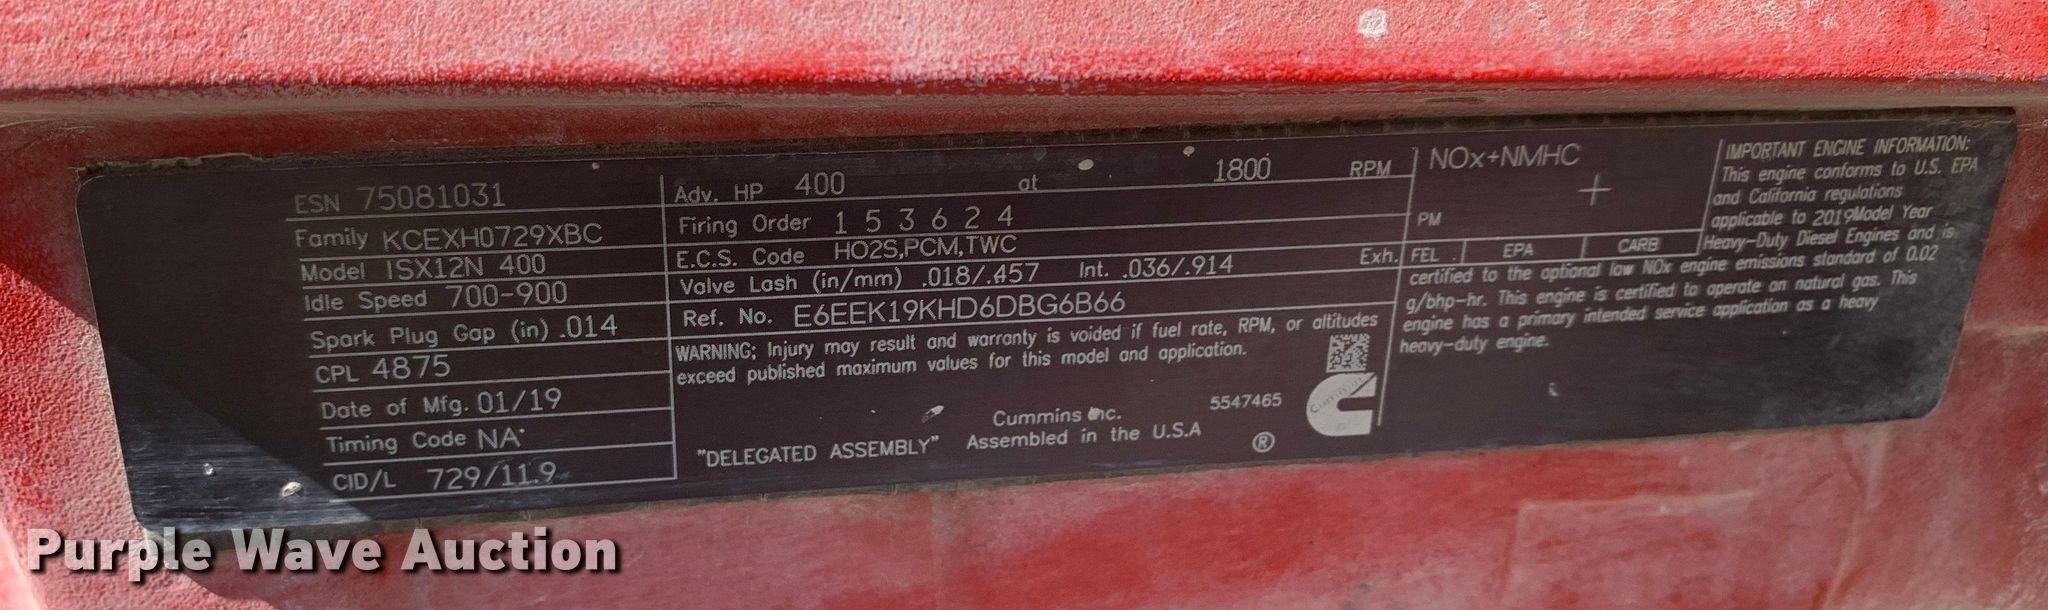 ESN 75081031
Family KCEXH0729XBC
Model ISX12N 400
Idle Speed 700-900
Spark Plug Gap (in) .014
CPL 4875
Date of Mfg. 01/19
Timing Code NA
CID/L 729/11.9
Adv. HP 400 at 1800 RPM
Firing Order 1 5 3 6 2 4
E.C.S. Code HO2S,PCM,TWC
Valve Lash (in/mm) .018/.457 Int. .036/.914 Exh.
Ref. No. E6EEK19KHD6DBG6B66
WARNING: Injury may result and warranty is voided if fuel rate, RPM, or altitudes
exceed published maximum values for this model and application.
Cummins Inc. 5547465
"DELEGATED ASSEMBLY" Assembled in the U.S.A ®
Cummins
NOx+NMHC
PM
FEL EPA CARB
IMPORTANT ENGINE INFORMATION:
This engine conforms to U.S. EPA
and California regulations
applicable to 2019Model Year
Heavy-Duty Diesel Engines and is
certified to the optional low NOx engine emissions standard of 0.02
g/bhp-hr. This engine is certified to operate on natural gas. This
engine has a primary intended service application as a heavy
heavy-duty engine.
Purple Wave Auction